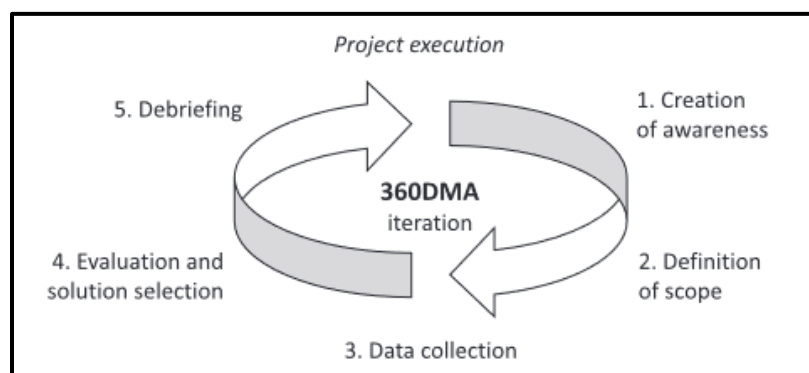 Project execution
1. Creation
of awareness
2. Definition
of scope
3. Data collection
4. Evaluation and
solution selection
5. Debriefing
360DMA
iteration